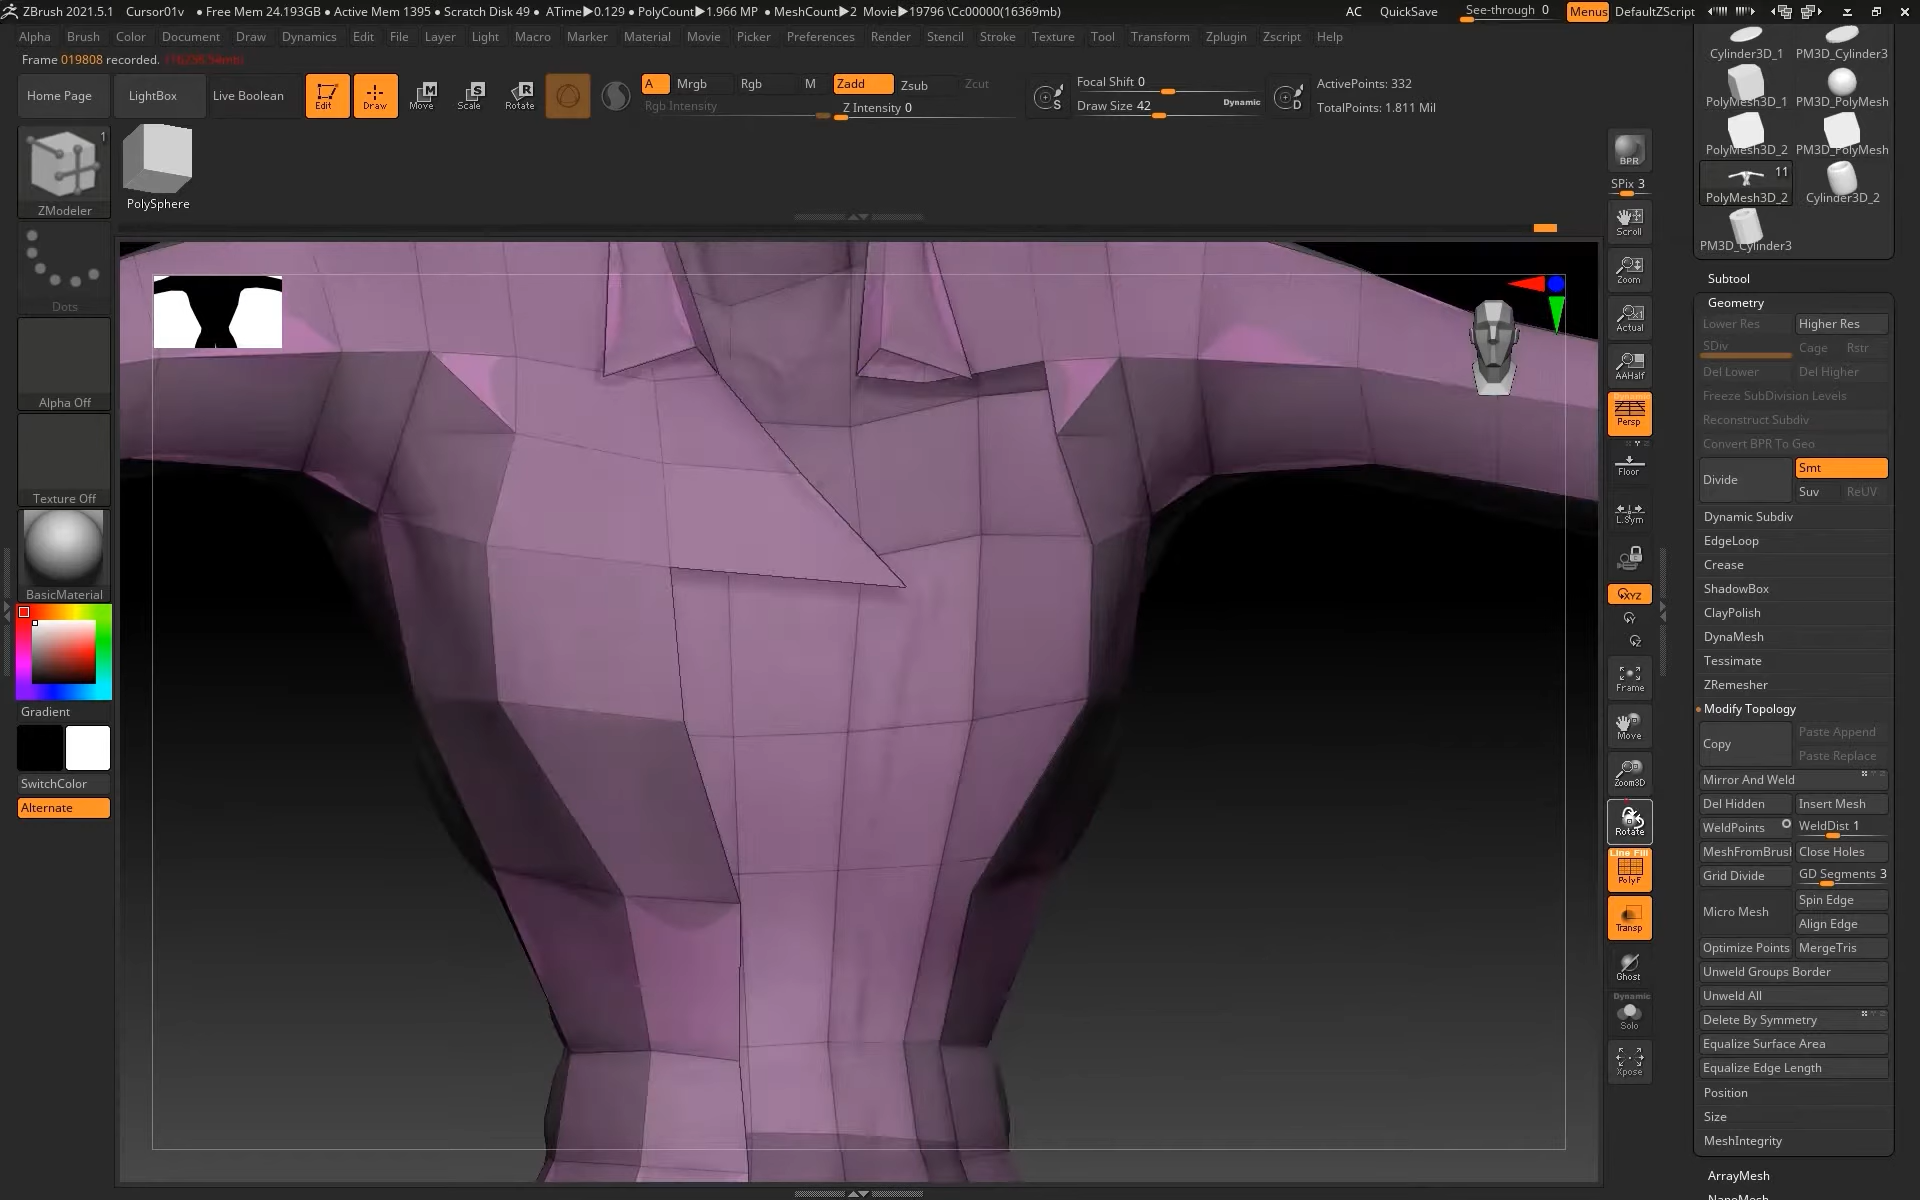 ZBrush 2021.5.1 Cursor01v • Free Mem 24.193GB • Active Mem 1395 • Scratch Disk 49 • ATime▶0.129 • PolyCount▶1.966 MP • MeshCount▶2 Movie▶19796 \Cc00000(16369mb) AC QuickSave See-through 0 Menus DefaultZScript
Alpha Brush Color Document Draw Dynamics Edit File Layer Light Macro Marker Material Movie Picker Preferences Render Stencil Stroke Texture Tool Transform Zplugin Zscript Help
Frame 019808 recorded.
Home Page LightBox Live Boolean Edit Draw Move Scale Rotate
A Mrgb Rgb M Zadd Zsub Zcut
Rgb Intensity Z Intensity 0
S Focal Shift 0
Draw Size 42 Dynamic D
ActivePoints: 332
TotalPoints: 1.811 Mil
1
ZModeler
PolySphere
Dots
Alpha Off
Texture Off
BasicMaterial
Gradient
SwitchColor
Alternate
BPR
SPix 3
Scroll
Zoom
Actual
AAHalf
Dynamic
Persp
Floor
L.Sym
XYZ
Y
Z
Frame
Move
Zoom3D
Rotate
Line Fill
PolyF
Transp
Ghost
Dynamic
Solo
Xpose
Cylinder3D_1 PM3D_Cylinder3
PolyMesh3D_1 PM3D_PolyMesh
PolyMesh3D_2 PM3D_PolyMesh
11
PolyMesh3D_2 Cylinder3D_2
PM3D_Cylinder3
Subtool
Geometry
Lower Res Higher Res
SDiv Cage Rstr
Del Lower Del Higher
Freeze SubDivision Levels
Reconstruct Subdiv
Convert BPR To Geo
Divide Smt
Suv ReUV
Dynamic Subdiv
EdgeLoop
Crease
ShadowBox
ClayPolish
DynaMesh
Tessimate
ZRemesher
Modify Topology
Copy Paste Append
Paste Replace
Mirror And Weld
Del Hidden Insert Mesh
WeldPoints WeldDist 1
MeshFromBrush Close Holes
Grid Divide GD Segments 3
Micro Mesh Spin Edge
Align Edge
Optimize Points MergeTris
Unweld Groups Border
Unweld All
Delete By Symmetry
Equalize Surface Area
Equalize Edge Length
Position
Size
MeshIntegrity
ArrayMesh
NanoMesh